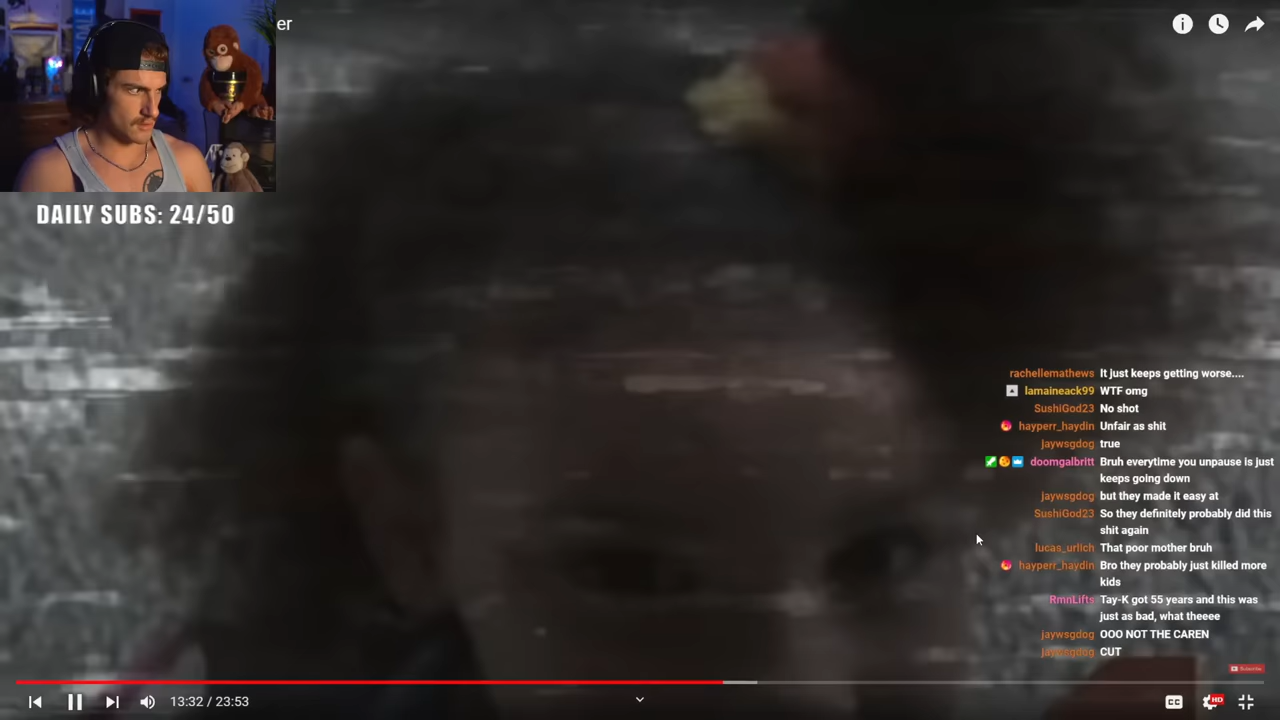 er
DAILY SUBS: 24/50
rachellemathews It just keeps getting worse....
lamaineack99 WTF omg
SushiGod23 No shot
hayperr_haydin Unfair as shit
jaywsgdog true
doomgalbritt Bruh everytime you unpause is just
keeps going down
jaywsgdog but they made it easy at
SushiGod23 So they definitely probably did this
shit again
lucas_urlich That poor mother bruh
hayperr_haydin Bro they probably just killed more
kids
RmnLifts Tay-K got 55 years and this was
just as bad, what theeee
jaywsgdog OOO NOT THE CAREN
jaywsgdog CUT
Subscribe
13:32 / 23:53
CC
HD